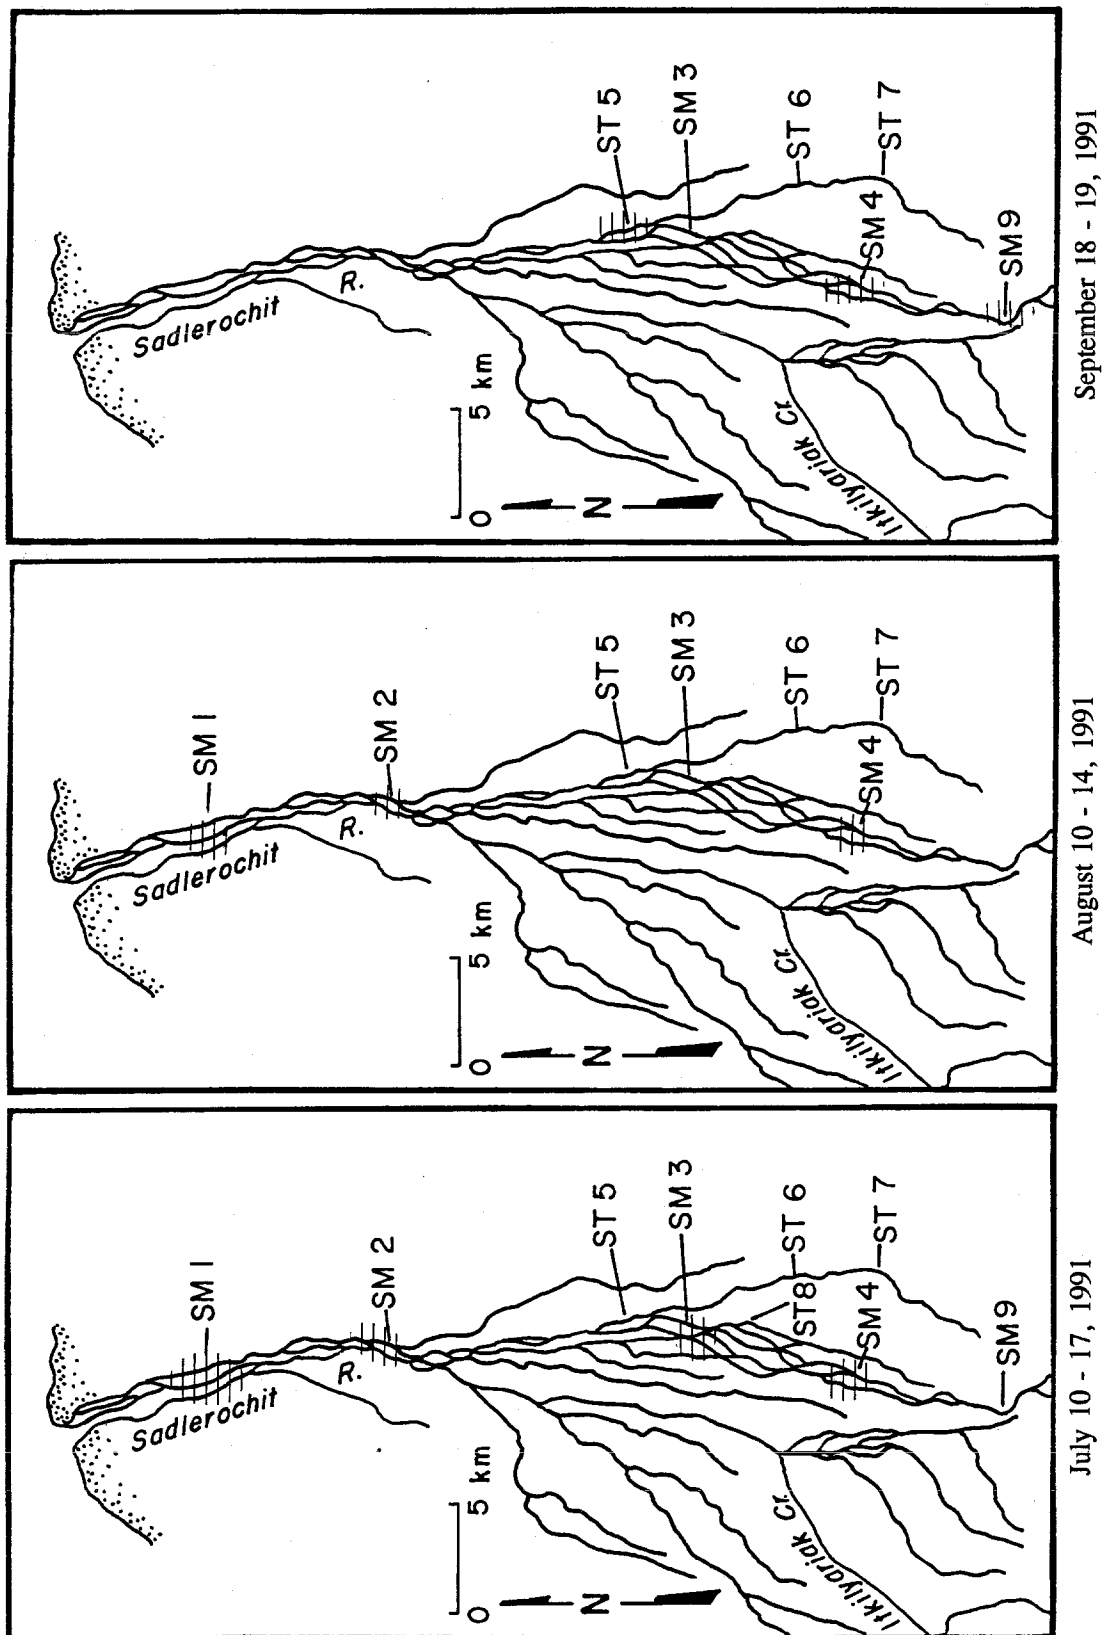 SM 1
Sadlerochit
R.
SM 2
0 5 km
N
ST 5
SM 3
ST 6
ST8
ST 7
SM 4
SM 9
Itkilyariak Cr.
July 10 - 17, 1991
SM 1
Sadlerochit
R.
SM 2
0 5 km
N
ST 5
SM 3
ST 6
ST 7
SM 4
Itkilyariak Cr.
August 10 - 14, 1991
Sadlerochit
R.
0 5 km
N
ST 5
SM 3
ST 6
ST 7
SM 4
SM 9
Itkilyariak Cr.
September 18 - 19, 1991